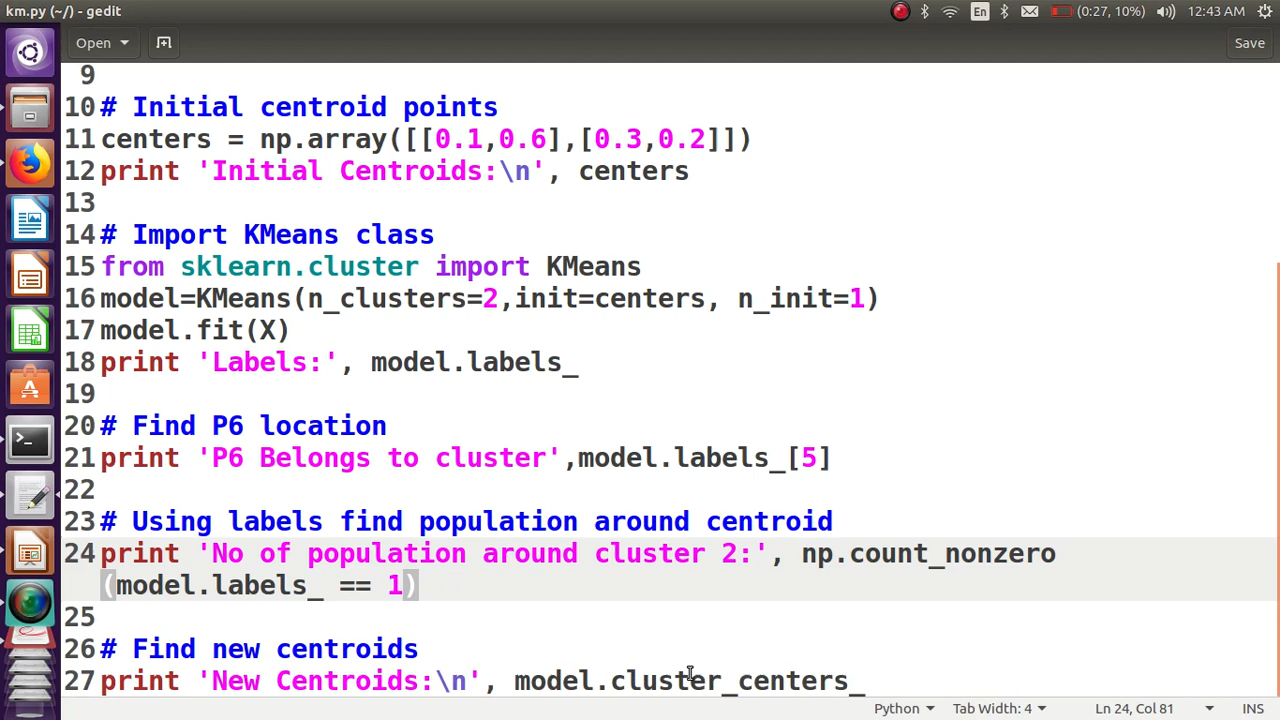 km.py (~/) - gedit
En
(0:27, 10%)
12:43 AM
Open
Save
9
10 # Initial centroid points
11 centers = np.array([[0.1,0.6],[0.3,0.2]])
12 print 'Initial Centroids:\n', centers
13
14 # Import KMeans class
15 from sklearn.cluster import KMeans
16 model=KMeans(n_clusters=2,init=centers, n_init=1)
17 model.fit(X)
18 print 'Labels:', model.labels_
19
20 # Find P6 location
21 print 'P6 Belongs to cluster',model.labels_[5]
22
23 # Using labels find population around centroid
24 print 'No of population around cluster 2:', np.count_nonzero
(model.labels_ == 1)
25
26 # Find new centroids
27 print 'New Centroids:\n', model.cluster_centers_
Python
Tab Width: 4
Ln 24, Col 81
INS